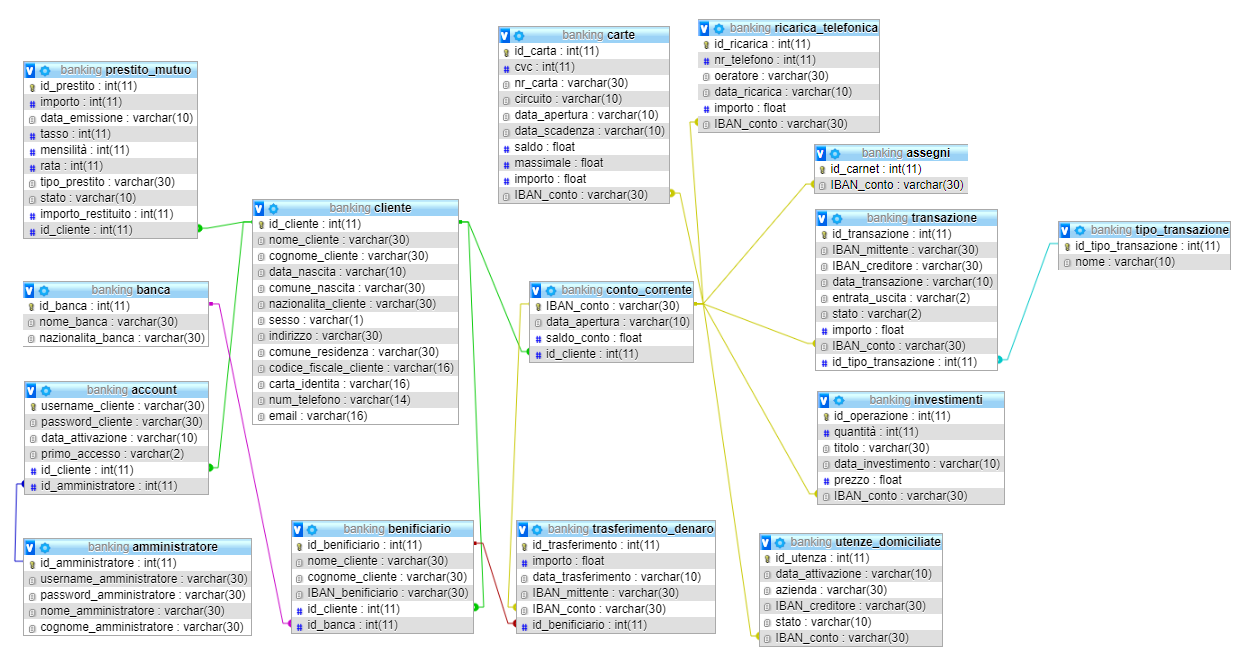 banking prestito_mutuo
id_prestito : int(11)
importo : int(11)
data_emissione : varchar(10)
tasso : int(11)
mensilità : int(11)
rata : int(11)
tipo_prestito : varchar(30)
stato : varchar(10)
importo_restituito : int(11)
id_cliente : int(11)
banking banca
id_banca : int(11)
nome_banca : varchar(30)
nazionalita_banca : varchar(30)
banking account
username_cliente : varchar(30)
password_cliente : varchar(30)
data_attivazione : varchar(10)
primo_accesso : varchar(2)
id_cliente : int(11)
id_amministratore : int(11)
banking amministratore
id_amministratore : int(11)
username_amministratore : varchar(30)
password_amministratore : varchar(30)
nome_amministratore : varchar(30)
cognome_amministratore : varchar(30)
banking cliente
id_cliente : int(11)
nome_cliente : varchar(30)
cognome_cliente : varchar(30)
data_nascita : varchar(10)
comune_nascita : varchar(30)
nazionalita_cliente : varchar(30)
sesso : varchar(1)
indirizzo : varchar(30)
comune_residenza : varchar(30)
codice_fiscale_cliente : varchar(16)
carta_identita : varchar(16)
num_telefono : varchar(14)
email : varchar(16)
banking benificiario
id_benificiario : int(11)
nome_cliente : varchar(30)
cognome_cliente : varchar(30)
IBAN_benificiario : varchar(30)
id_cliente : int(11)
id_banca : int(11)
banking carte
id_carta : int(11)
cvc : int(11)
nr_carta : varchar(30)
circuito : varchar(10)
data_apertura : varchar(10)
data_scadenza : varchar(10)
saldo : float
massimale : float
importo : float
IBAN_conto : varchar(30)
banking conto_corrente
IBAN_conto : varchar(30)
data_apertura : varchar(10)
saldo_conto : float
id_cliente : int(11)
banking trasferimento_denaro
id_trasferimento : int(11)
importo : float
data_trasferimento : varchar(10)
IBAN_mittente : varchar(30)
IBAN_conto : varchar(30)
id_benificiario : int(11)
banking ricarica_telefonica
id_ricarica : int(11)
nr_telefono : int(11)
oeratore : varchar(30)
data_ricarica : varchar(10)
importo : float
IBAN_conto : varchar(30)
banking assegni
id_carnet : int(11)
IBAN_conto : varchar(30)
banking transazione
id_transazione : int(11)
IBAN_mittente : varchar(30)
IBAN_creditore : varchar(30)
data_transazione : varchar(10)
entrata_uscita : varchar(2)
stato : varchar(2)
importo : float
IBAN_conto : varchar(30)
id_tipo_transazione : int(11)
banking investimenti
id_operazione : int(11)
quantità : int(11)
titolo : varchar(30)
data_investimento : varchar(10)
prezzo : float
IBAN_conto : varchar(30)
banking utenze_domiciliate
id_utenza : int(11)
data_attivazione : varchar(10)
azienda : varchar(30)
IBAN_creditore : varchar(30)
stato : varchar(10)
IBAN_conto : varchar(30)
banking tipo_transazione
id_tipo_transazione : int(11)
nome : varchar(10)